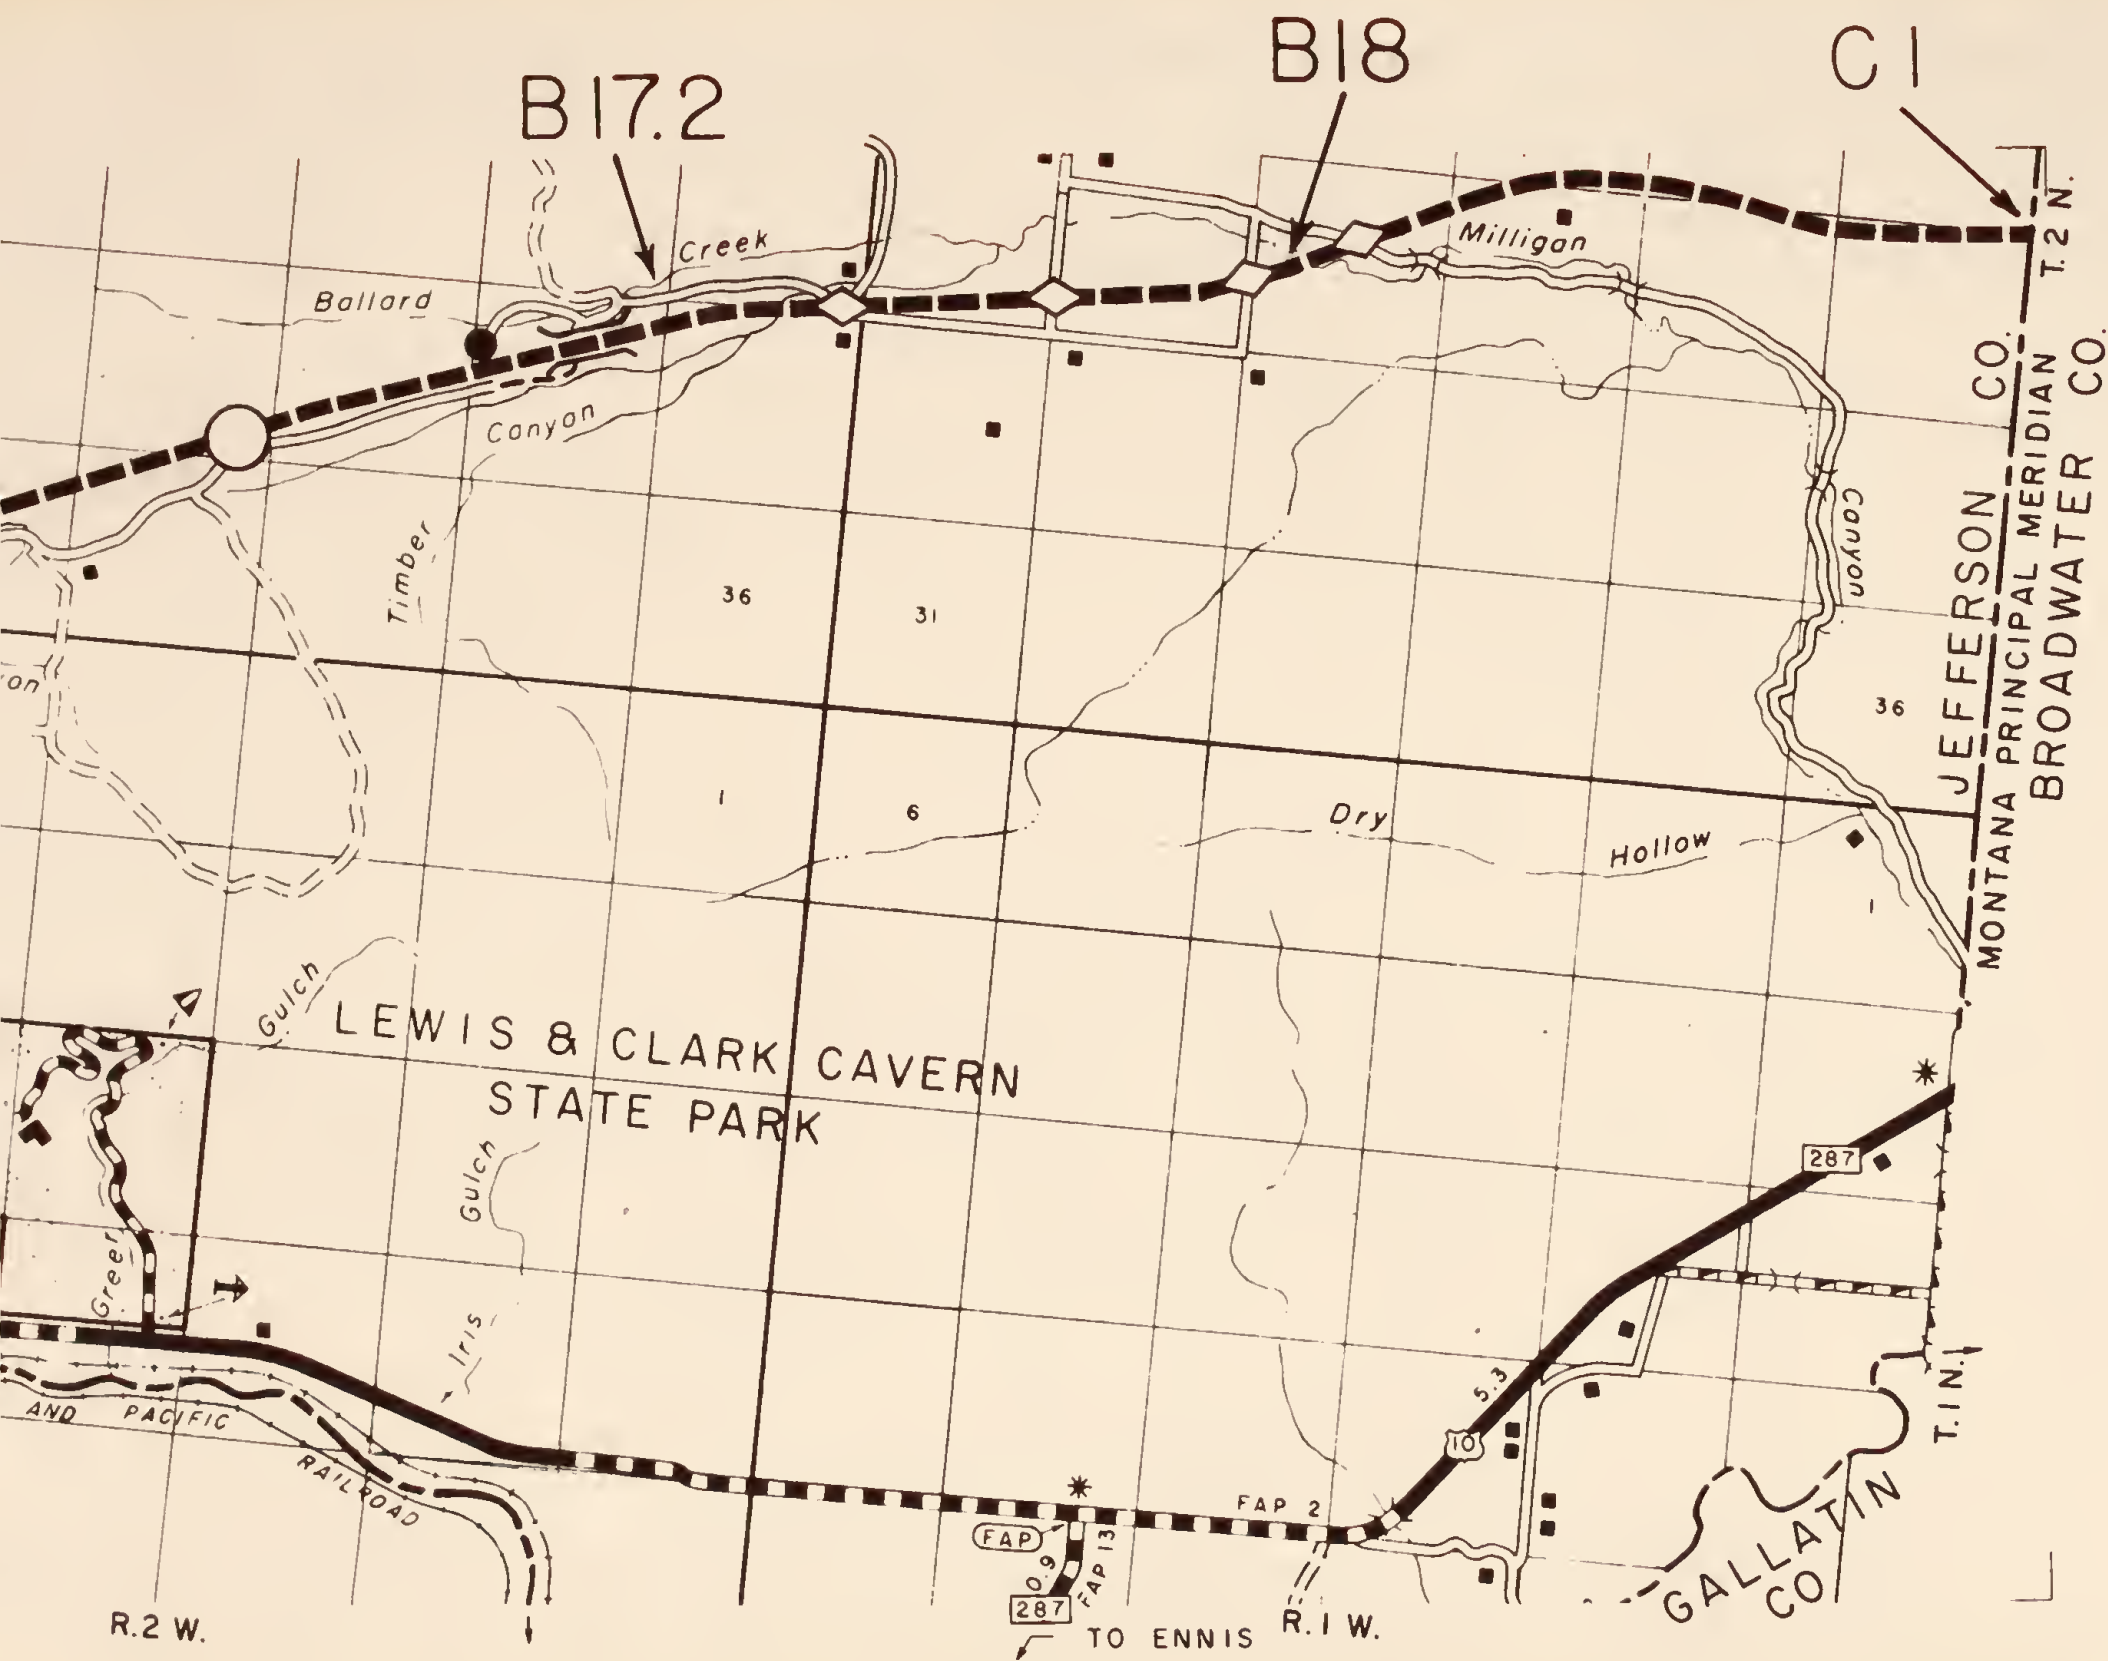 B18
C1
B17.2
T. 2 N.
Creek
Milligan
Ballard
Canyon
Canyon
Timber
JEFFERSON CO.
MONTANA PRINCIPAL MERIDIAN
BROADWATER CO.
36
31
on
36
1
6
Dry
Hollow
1
Gulch
LEWIS & CLARK CAVERN
STATE PARK
287
Gulch
Greer
Iris
5.3
T. 1 N.
AND PACIFIC
RAILROAD
10
FAP 2
FAP
FAP 13
0.9
287
GALLATIN
CO
R. 2 W.
TO ENNIS
R. 1 W.